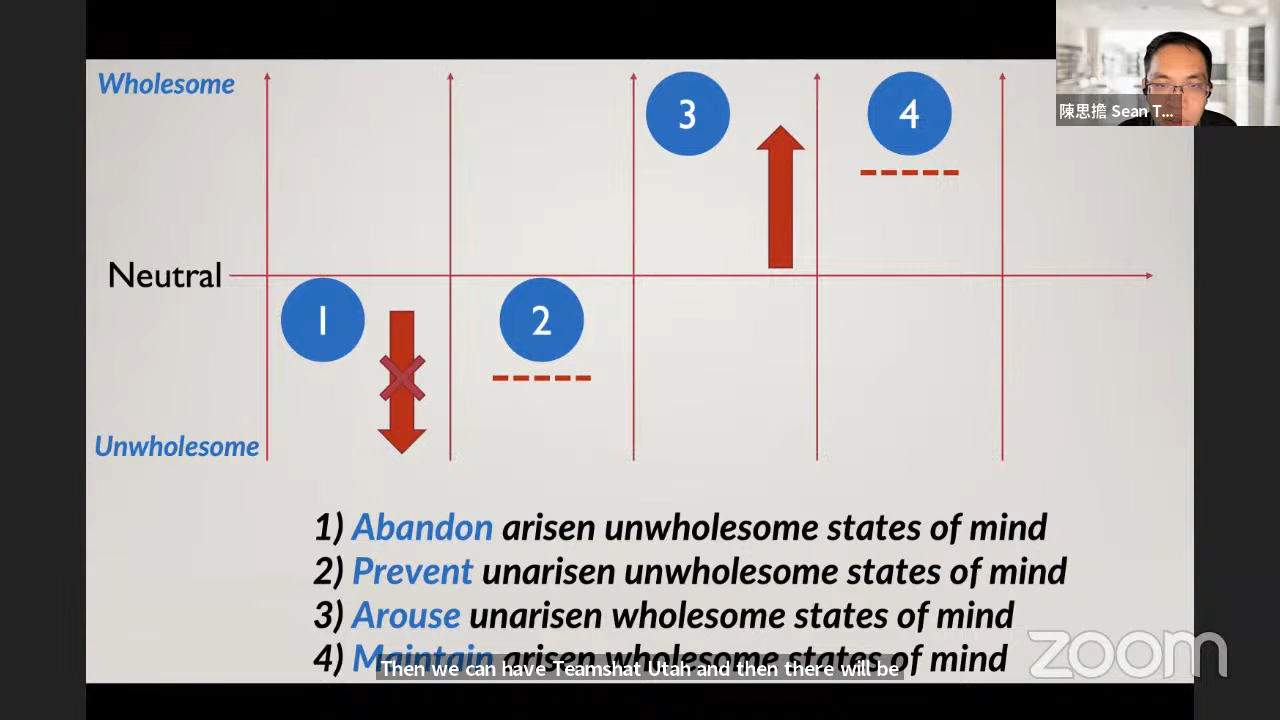 Wholesome
3
4
陳思擔 Sean T...
Neutral
1
2
Unwholesome
1) Abandon arisen unwholesome states of mind
2) Prevent unarisen unwholesome states of mind
3) Arouse unarisen wholesome states of mind
4) Maintain arisen wholesome states of mind
Then we can have Teamshat Utah and then there will be
zoom